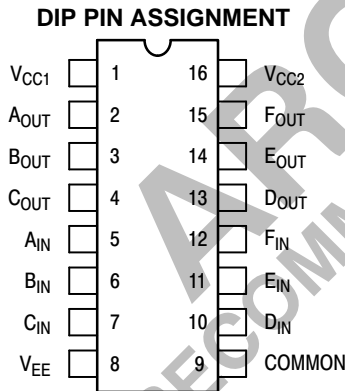 DIP PIN ASSIGNMENT
VCC1 1 16 VCC2
AOUT 2 15 FOUT
BOUT 3 14 EOUT
COUT 4 13 DOUT
AIN 5 12 FIN
BIN 6 11 EIN
CIN 7 10 DIN
VEE 8 9 COMMON